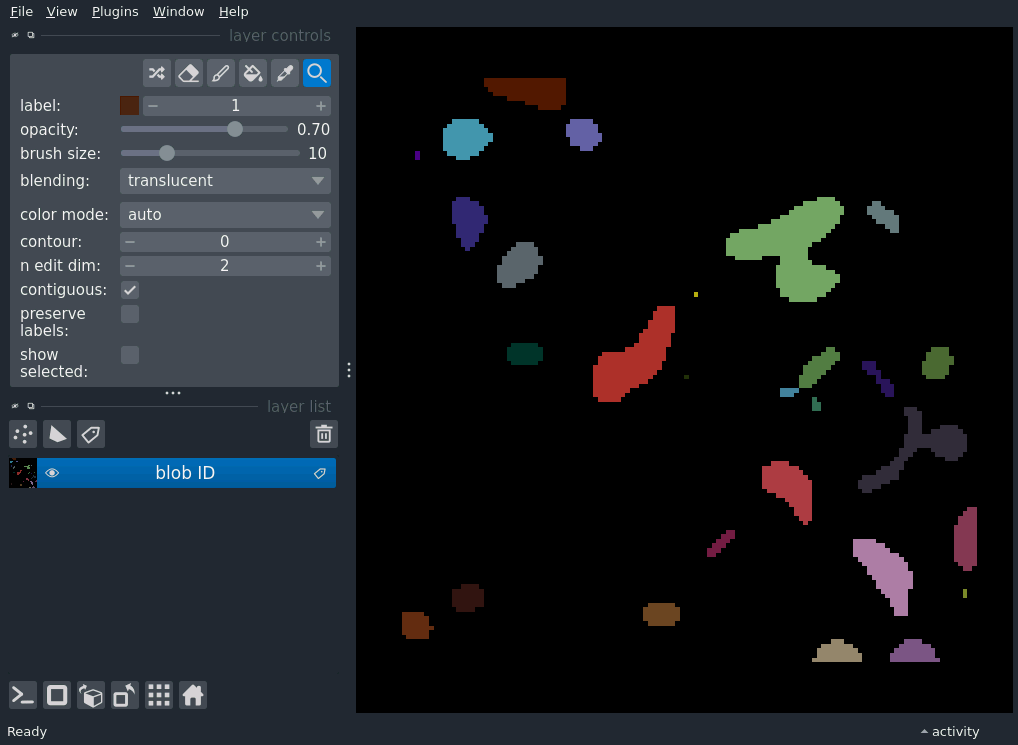 File View Plugins Window Help
layer controls
label: 1
opacity: 0.70
brush size: 10
blending: translucent
color mode: auto
contour: 0
n edit dim: 2
contiguous:
preserve
labels:
show
selected:
layer list
blob ID
Ready
activity